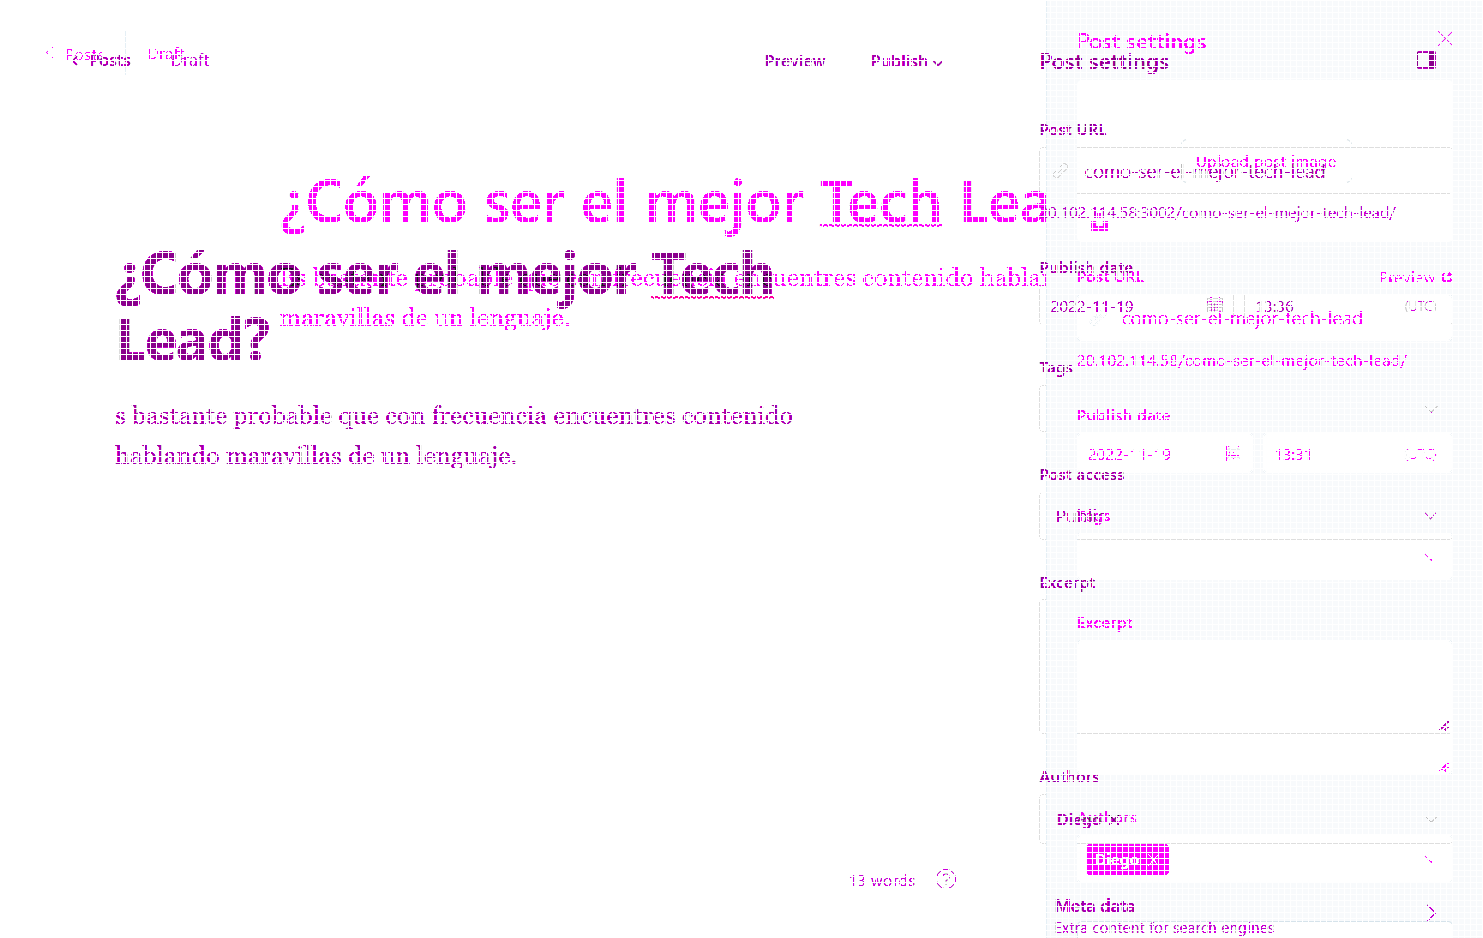 Posts
Draft
Post settings
Posts
Draft
Preview
Publish
Post settings
Post URL
Upload post image
como-ser-el-mejor-tech-lead
¿Cómo ser el mejor Tech Lea
20.102.114.58:3002/como-ser-el-mejor-tech-lead/
¿Cómo ser el mejor Tech
Lead?
contenido hablar
maravillas de un lenguaje.
Publish date
Post URL
Preview
2022-11-19
13:36
(UTC)
como-ser-el-mejor-tech-lead
20.102.114.58/como-ser-el-mejor-tech-lead/
Tags
s bastante probable que con frecuencia encuentres contenido
hablando maravillas de un lenguaje.
Publish date
2022-11-19
13:31
(UTC)
Post access
Public
Tags
Excerpt
Excerpt
Authors
Diego ×
Authors
Diego ×
13 words
?
Meta data
Extra content for search engines